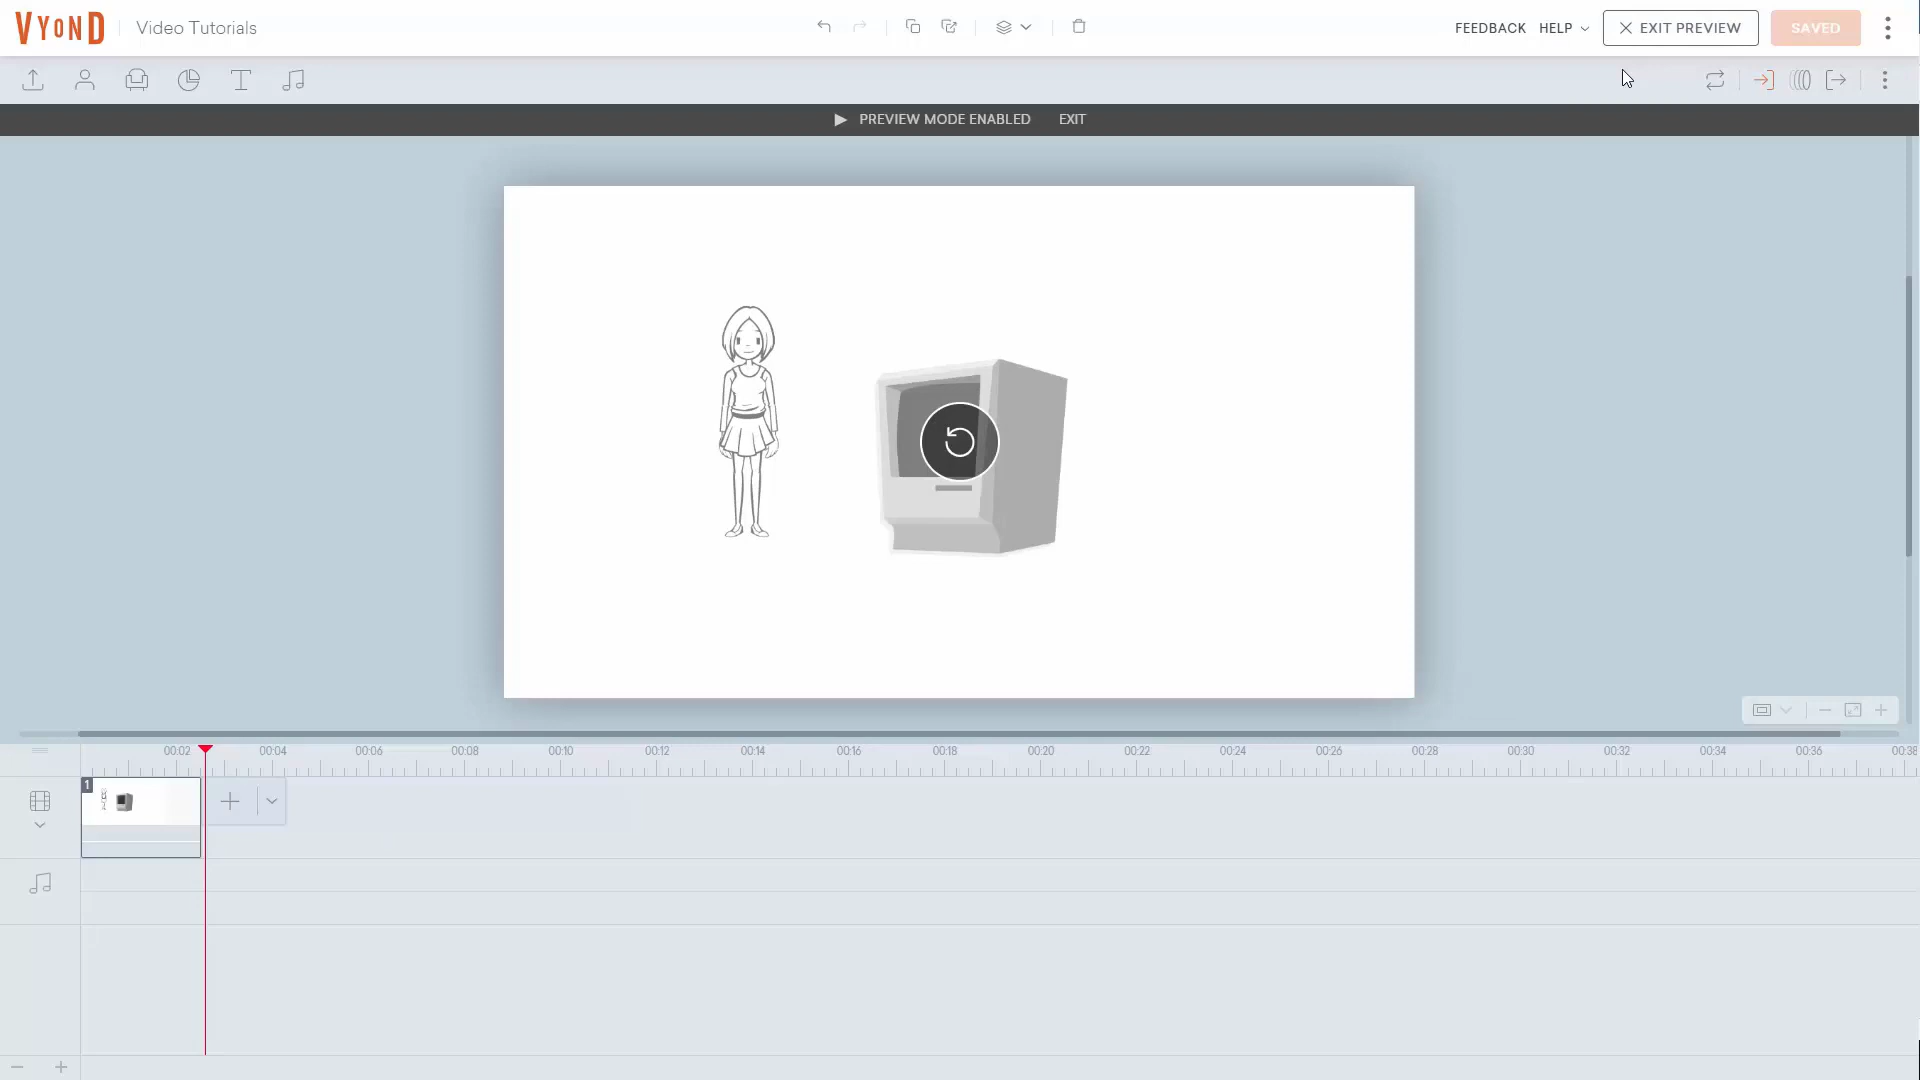 VYOND Video Tutorials FEEDBACK HELP EXIT PREVIEW SAVED
PREVIEW MODE ENABLED EXIT
00:02 00:04 00:06 00:08 00:10 00:12 00:14 00:16 00:18 00:20 00:22 00:24 00:26 00:28 00:30 00:32 00:34 00:36 00:38
1